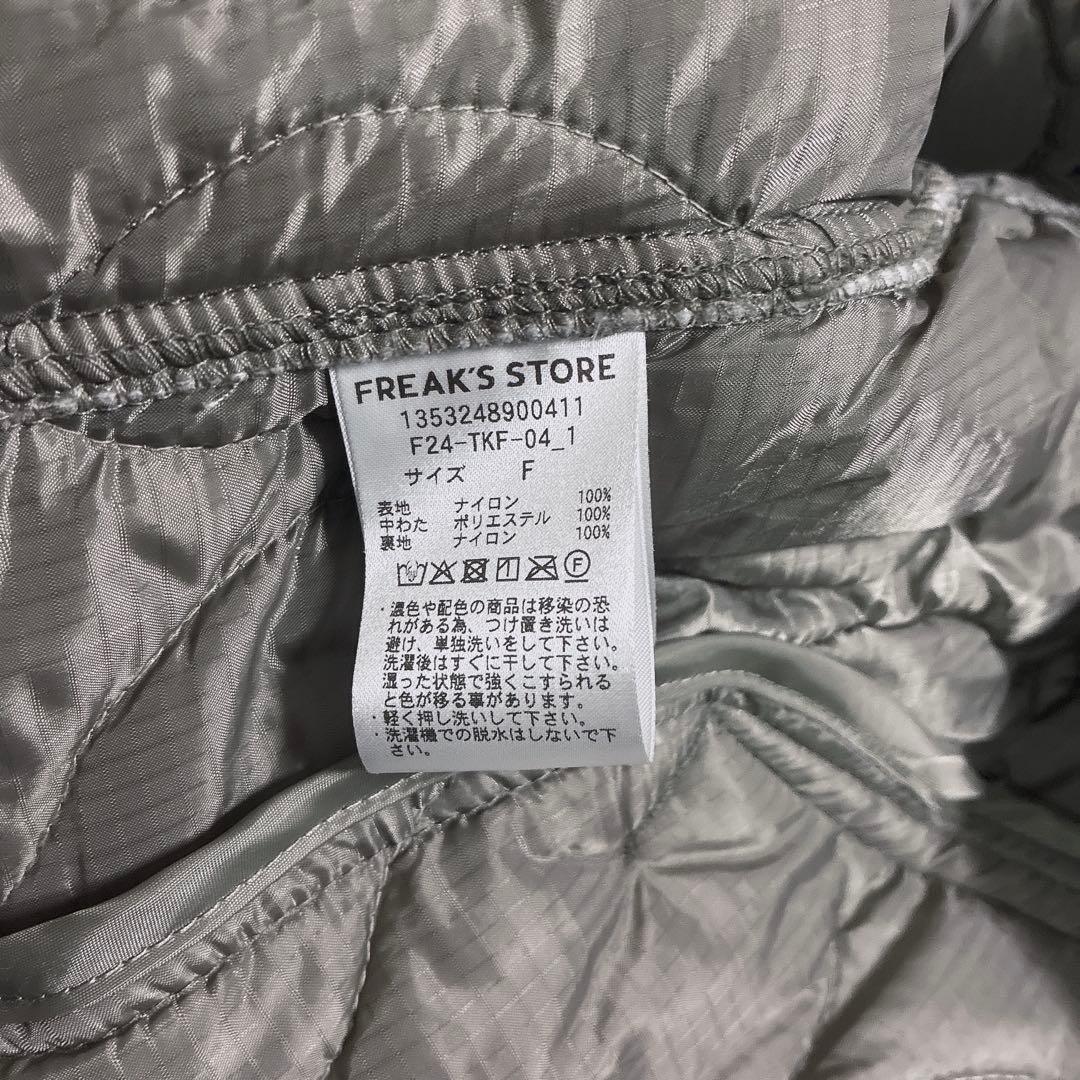 FREAK'S STORE
1353248900411
F24-TKF-04_1
サイズ F
表地 ナイロン 100%
中わた ポリエステル 100%
裏地 ナイロン 100%
F
・濃色や配色の商品は移染の恐
れがある為、つけ置き洗いは
避け、単独洗いをして下さい。
洗濯後はすぐに干して下さい。
湿った状態で強くこすられる
と色が移る事があります。
・軽く押し洗いして下さい。
・洗濯機での脱水はしないで下
さい。